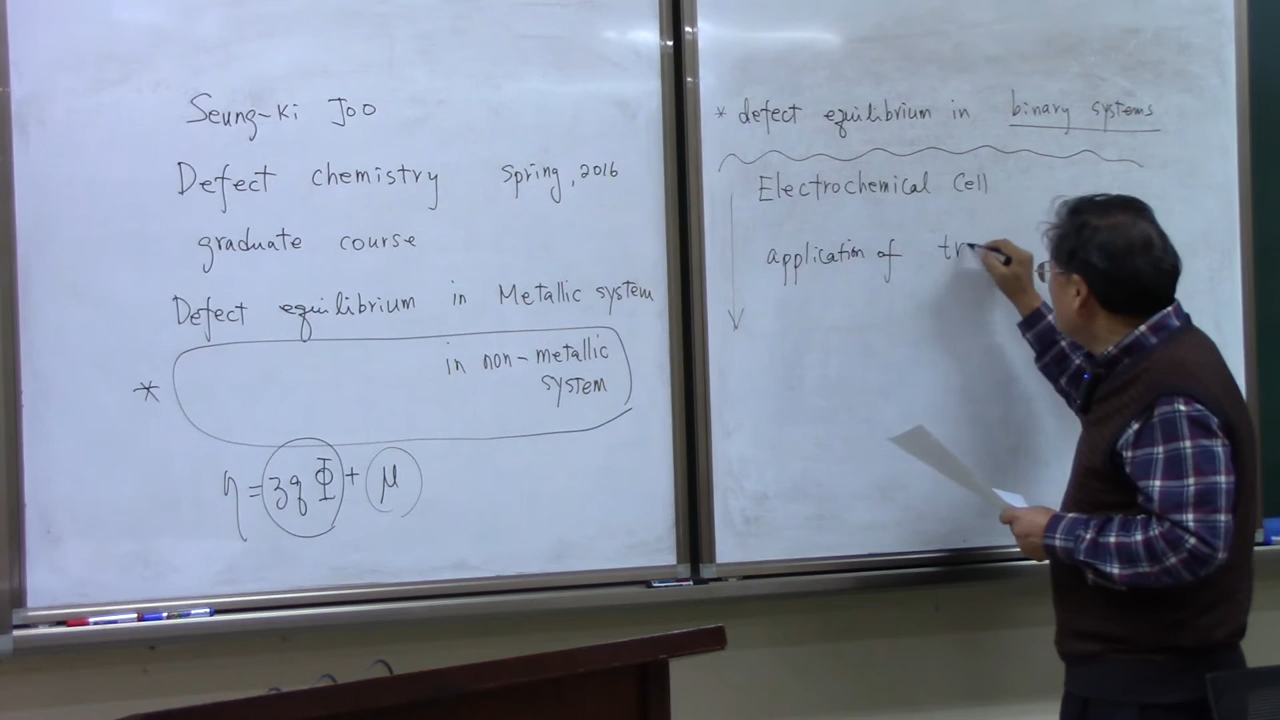 Seung-Ki Joo
Defect chemistry Spring, 2016
graduate course
Defect equilibrium in Metallic system
* in non-metallic
system
η = zqΦ + μ
* defect equilibrium in binary systems
Electrochemical Cell
application of tr